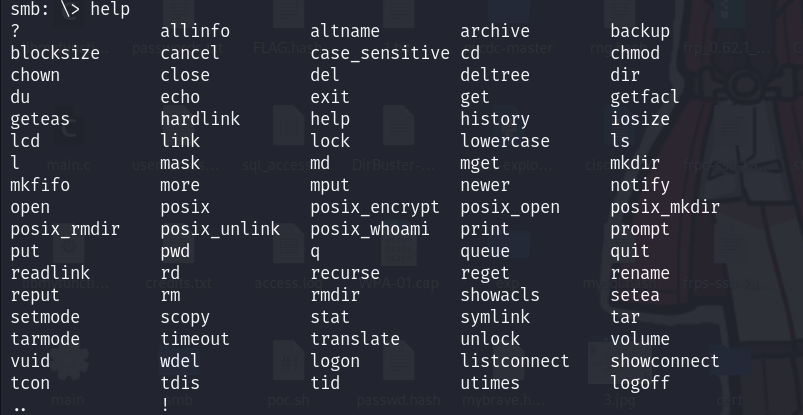 smb: \> help
? allinfo altname archive backup
blocksize cancel case_sensitive cd chmod
chown close del deltree dir
du echo exit get getfacl
geteas hardlink help history iosize
lcd link lock lowercase ls
l mask md mget mkdir
mkfifo more mput newer notify
open posix posix_encrypt posix_open posix_mkdir
posix_rmdir posix_unlink posix_whoami print prompt
put pwd q queue quit
readlink rd recurse reget rename
reput rm rmdir showacls setea
setmode scopy stat symlink tar
tarmode timeout translate unlock volume
vuid wdel logon listconnect showconnect
tcon tdis tid utimes logoff
.. !